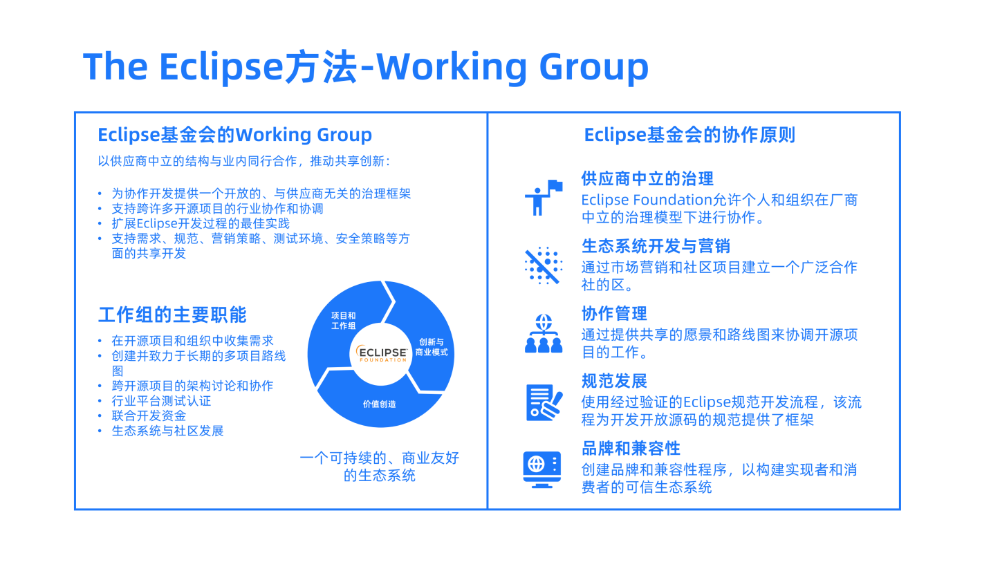 The Eclipse方法-Working Group
Eclipse基金会的Working Group
以供应商中立的结构与业内同行合作，推动共享创新：
• 为协作开发提供一个开放的、与供应商无关的治理框架
• 支持跨许多开源项目的行业协作和协调
• 扩展Eclipse开发过程的最佳实践
• 支持需求、规范、营销策略、测试环境、安全策略等方
面的共享开发
工作组的主要职能
• 在开源项目和组织中收集需求
• 创建并致力于长期的多项目路线
图
• 跨开源项目的架构讨论和协作
• 行业平台测试认证
• 联合开发资金
• 生态系统与社区发展
项目和
工作组
创新与
商业模式
价值创造
ECLIPSE
FOUNDATION
一个可持续的、商业友好
的生态系统
Eclipse基金会的协作原则
供应商中立的治理
Eclipse Foundation允许个人和组织在厂商
中立的治理模型下进行协作。
生态系统开发与营销
通过市场营销和社区项目建立一个广泛合作
社的区。
协作管理
通过提供共享的愿景和路线图来协调开源项
目的工作。
规范发展
使用经过验证的Eclipse规范开发流程，该流
程为开发开放源码的规范提供了框架
品牌和兼容性
创建品牌和兼容性程序，以构建实现者和消
费者的可信生态系统